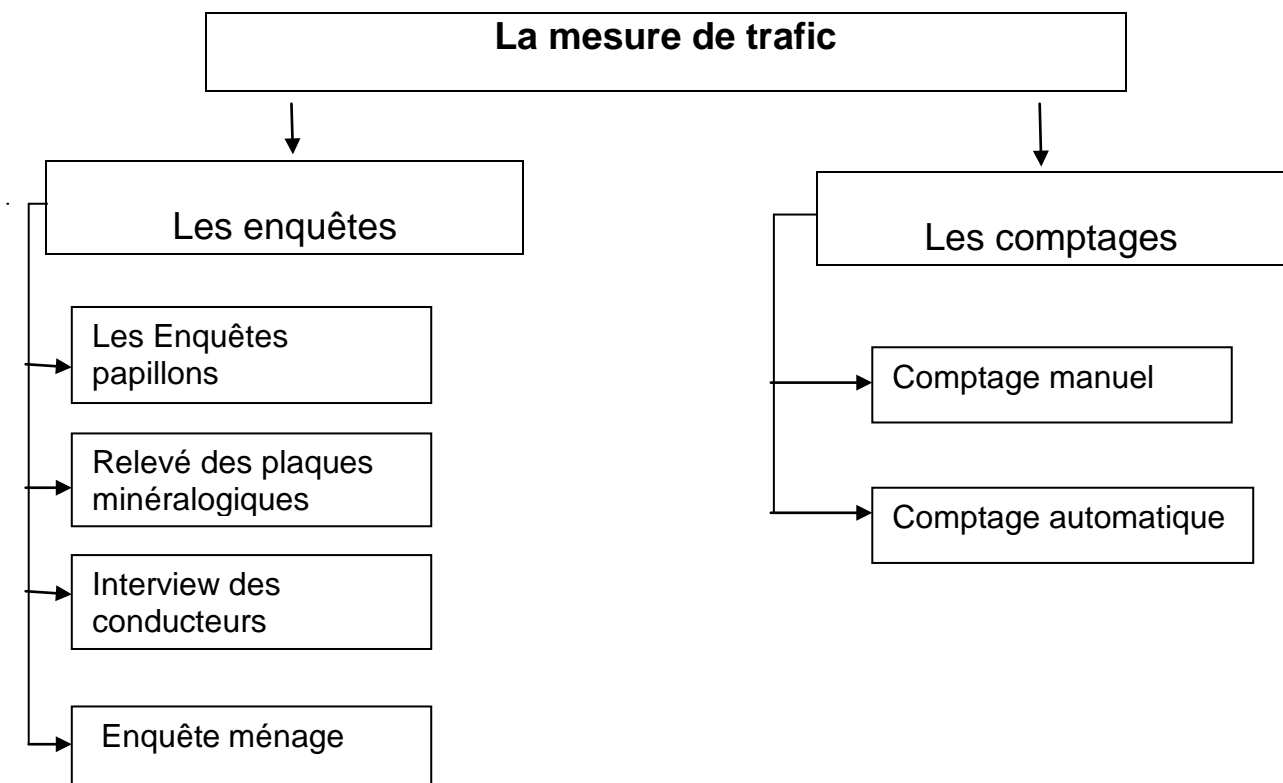 La mesure de trafic
Les enquêtes
Les Enquêtes
papillons
Relevé des plaques
minéralogiques
Interview des
conducteurs
Enquête ménage
Les comptages
Comptage manuel
Comptage automatique